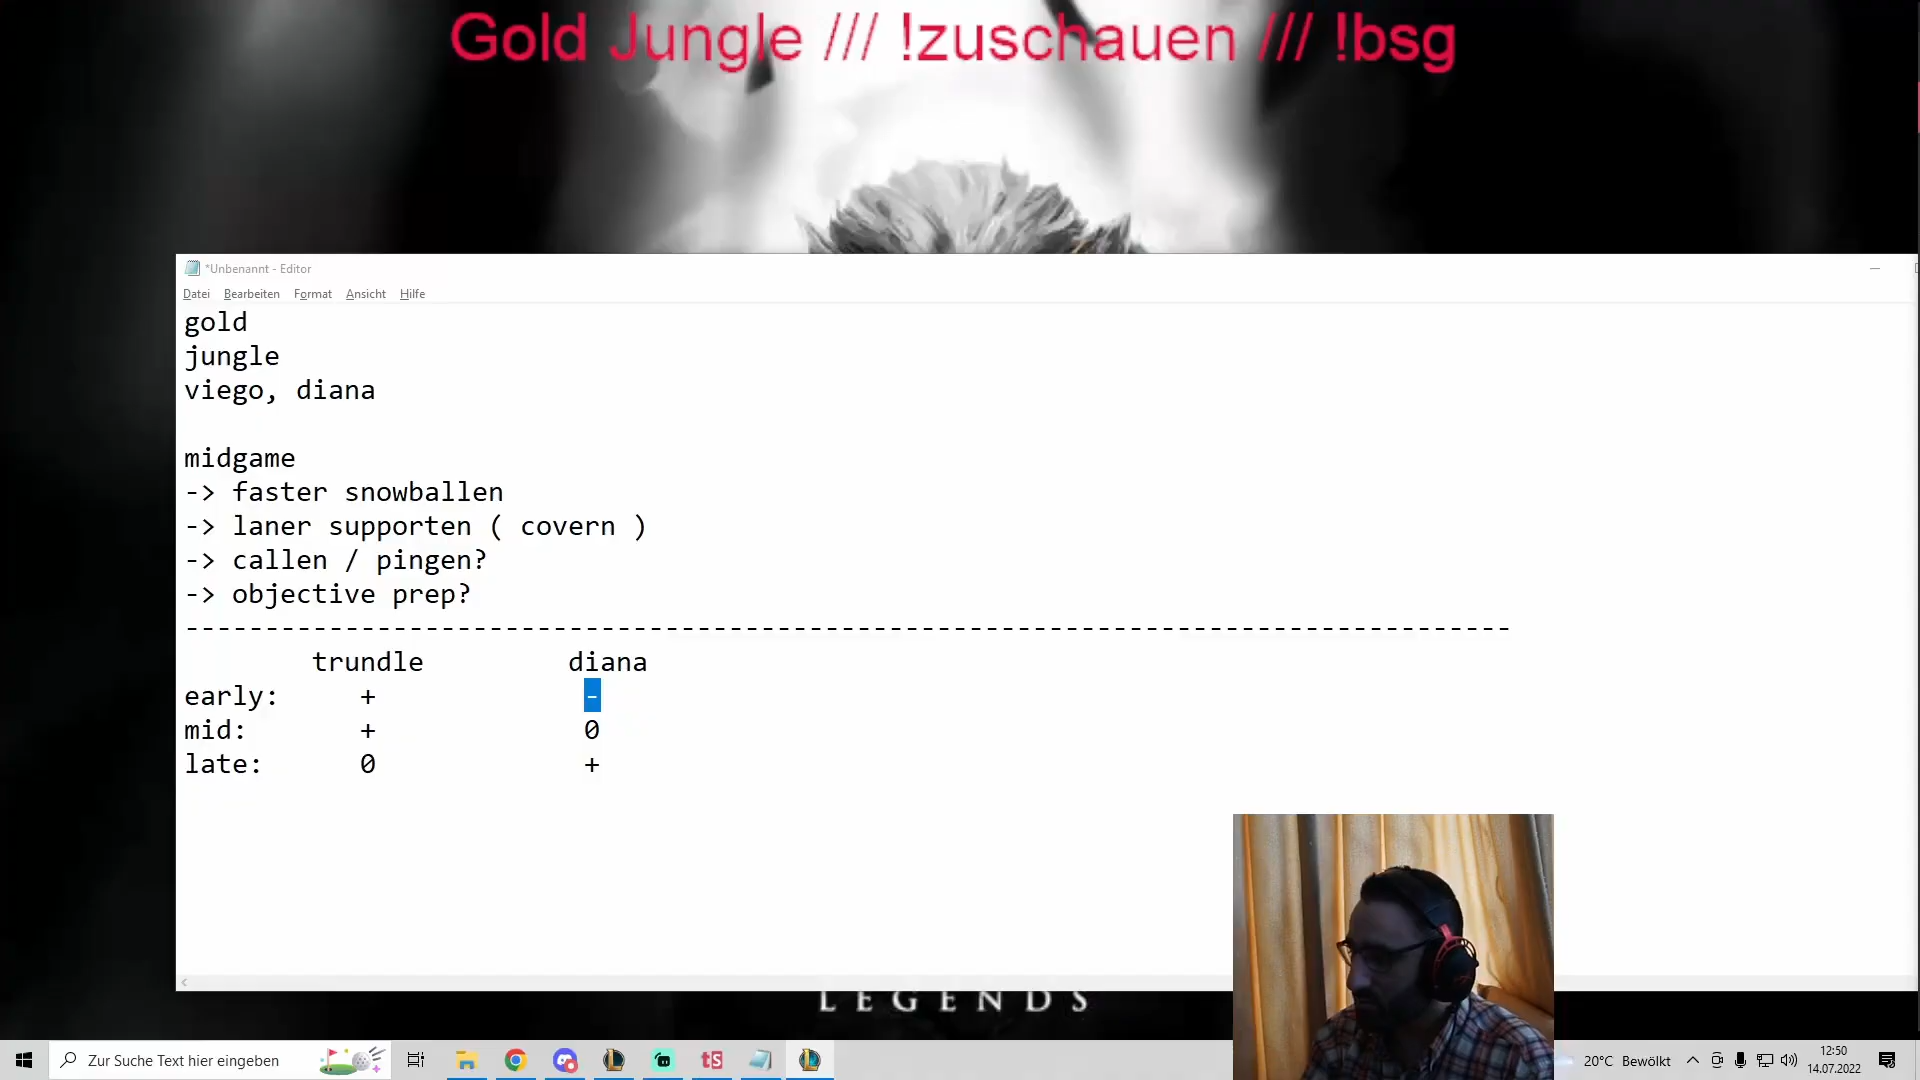 Gold Jungle /// !zuschauen /// !bsg
*Unbenannt - Editor
Datei Bearbeiten Format Ansicht Hilfe
gold
jungle
viego, diana
midgame
-> faster snowballen
-> laner supporten ( covern )
-> callen / pingen?
-> objective prep?
-----------------------------------------------------------------------------------
trundle diana
early: + -
mid: + 0
late: 0 +
LEGENDS
Zur Suche Text hier eingeben
tS
20°C Bewölkt
12:50
14.07.2022